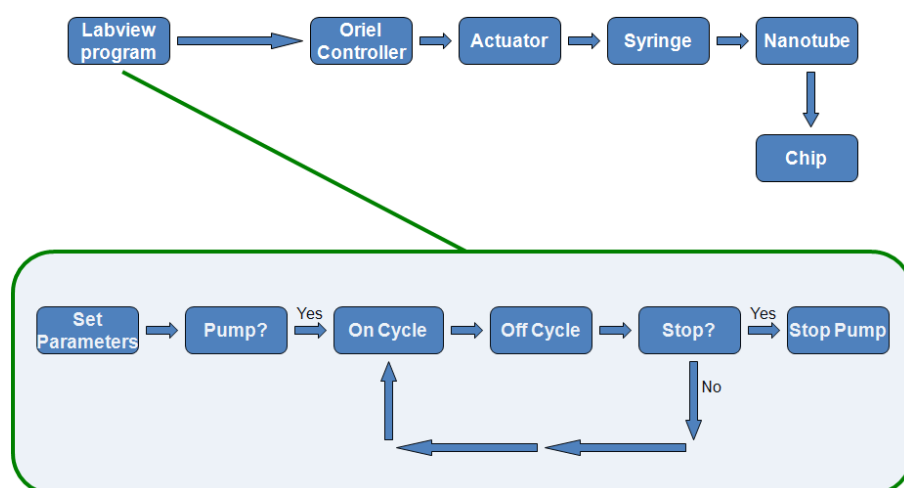 Labview
program
Oriel
Controller
Actuator
Syringe
Nanotube
Chip
Set
Parameters
Pump?
Yes
On Cycle
Off Cycle
Stop?
Yes
Stop Pump
No